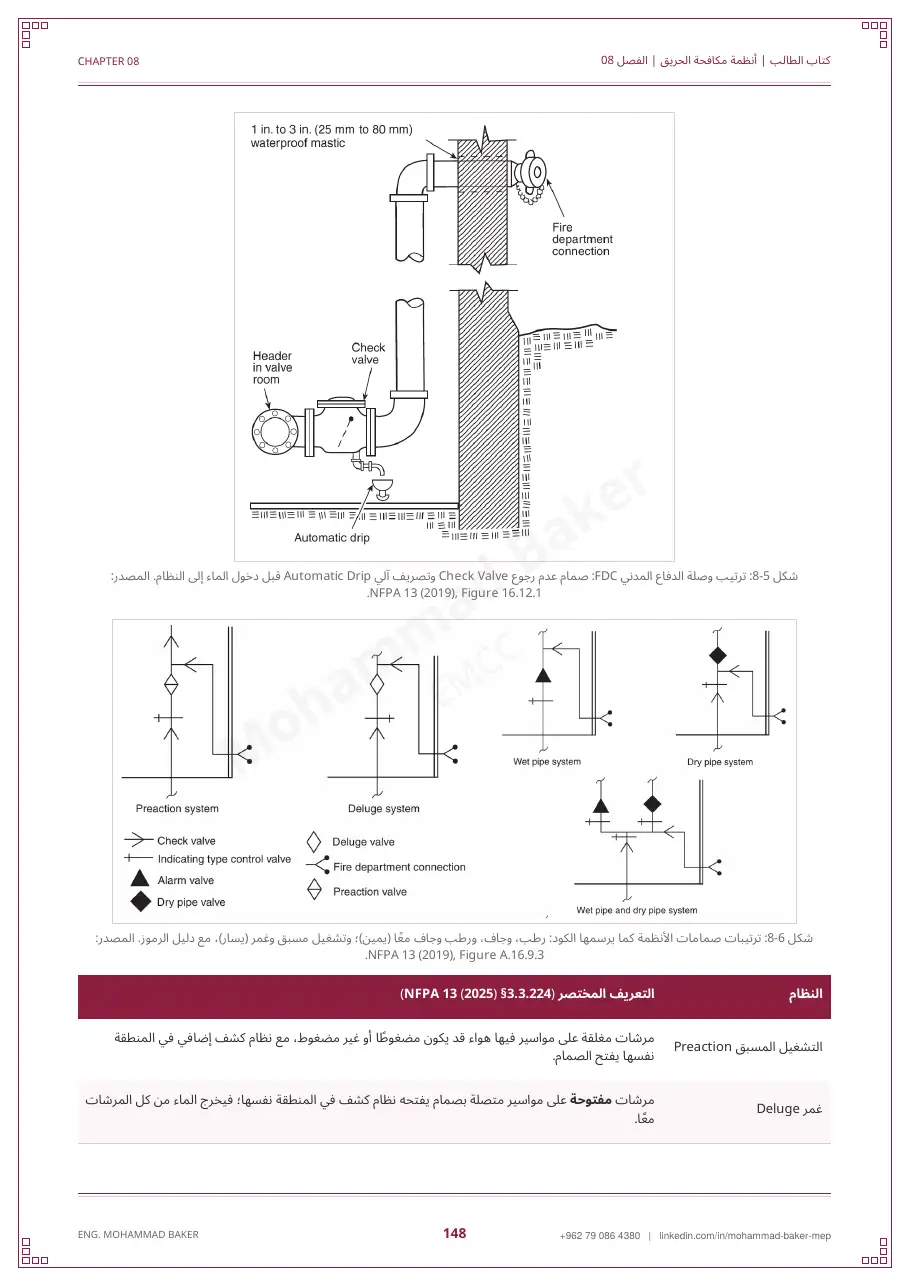 CHAPTER 08
كتاب الطالب | أنظمة مكافحة الحريق | الفصل 08
1 in. to 3 in. (25 mm to 80 mm)
waterproof mastic
Fire
department
connection
Check
valve
Header
in valve
room
Automatic drip
شكل 5-8: ترتيب وصلة الدفاع المدني FDC: صمام عدم رجوع Check Valve وتصريف آلي Automatic Drip قبل دخول الماء إلى النظام. المصدر:
NFPA 13 (2019), Figure 16.12.1.
Preaction system
Deluge system
Wet pipe system
Dry pipe system
Check valve
Indicating type control valve
Alarm valve
Dry pipe valve
Deluge valve
Fire department connection
Preaction valve
Wet pipe and dry pipe system
شكل 6-8: ترتيبات صمامات الأنظمة كما يرسمها الكود: رطب، وجاف، ورطب وجاف معًا (يمين)؛ وتشغيل مسبق وغمر (يسار)، مع دليل الرموز. المصدر:
NFPA 13 (2019), Figure A.16.9.3.
النظام
التعريف المختصر (NFPA 13 (2025) §3.3.224)
التشغيل المسبق Preaction
مرشات مغلقة على مواسير فيها هواء قد يكون مضغوطًا أو غير مضغوط، مع نظام كشف إضافي في المنطقة
نفسها يفتح الصمام.
غمر Deluge
مرشات مفتوحة على مواسير متصلة بصمام يفتحه نظام كشف في المنطقة نفسها؛ فيخرج الماء من كل المرشات
معًا.
Mohammad Baker
EMCC
ENG. MOHAMMAD BAKER
148
+962 79 086 4380 | linkedin.com/in/mohammad-baker-mep